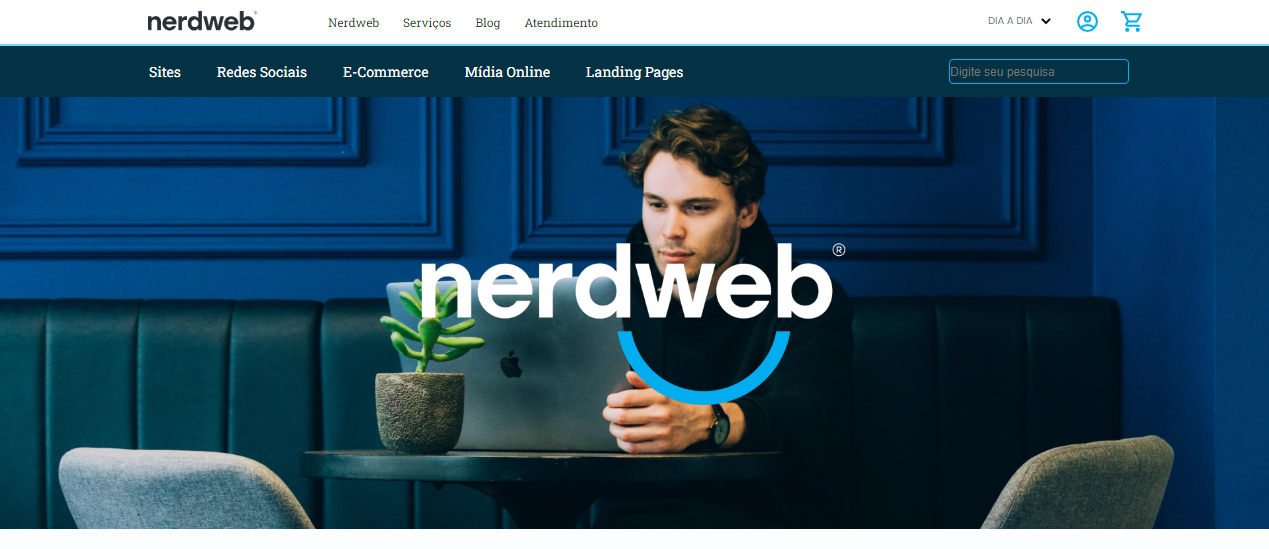 nerdweb®
Nerdweb Serviços Blog Atendimento
DIA A DIA
Sites Redes Sociais E-Commerce Mídia Online Landing Pages
Digite seu pesquisa
nerdweb®